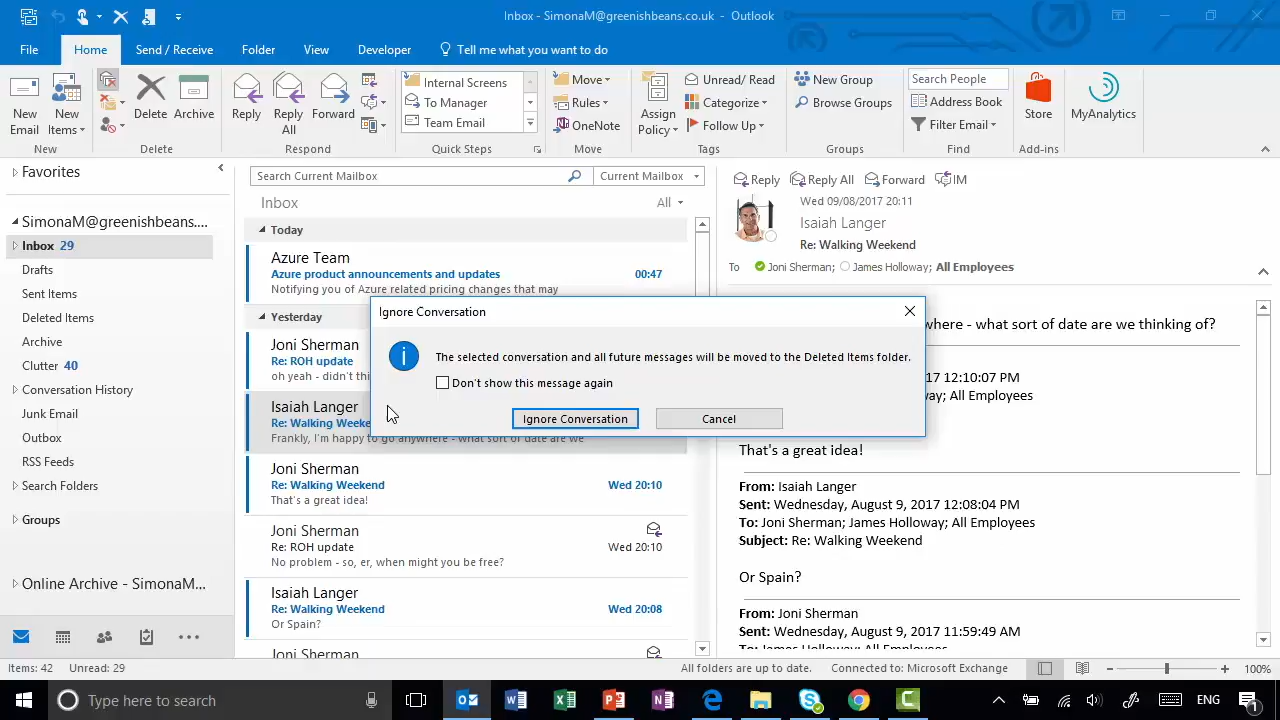 Inbox - SimonaM@greenishbeans.co.uk - Outlook
File Home Send / Receive Folder View Developer Tell me what you want to do
New Email
New Items
Delete
Archive
Delete
Reply
Reply All
Forward
Respond
Internal Screens
To Manager
Team Email
Quick Steps
Move
Rules
OneNote
Move
Assign Policy
Unread/ Read
Categorize
Follow Up
Tags
New Group
Browse Groups
Groups
Search People
Address Book
Filter Email
Find
Store
Add-ins
MyAnalytics
Favorites
SimonaM@greenishbeans....
Inbox 29
Drafts
Sent Items
Deleted Items
Archive
Clutter 40
Conversation History
Junk Email
Outbox
RSS Feeds
Search Folders
Groups
Online Archive - SimonaM...
Search Current Mailbox
Current Mailbox
Inbox
All
Today
Azure Team
Azure product announcements and updates 00:47
Notifying you of Azure related pricing changes that may
Yesterday
Joni Sherman
Re: ROH update
oh yeah - didn't thi
Isaiah Langer
Re: Walking Weeke
Frankly, I'm happy to go anywhere - what sort of date are we
Joni Sherman
Re: Walking Weekend Wed 20:10
That's a great idea!
Joni Sherman
Re: ROH update Wed 20:10
No problem - so, er, when might you be free?
Isaiah Langer
Re: Walking Weekend Wed 20:08
Or Spain?
Joni Sherman
Ignore Conversation
The selected conversation and all future messages will be moved to the Deleted Items folder.
Don't show this message again
Ignore Conversation
Cancel
Reply Reply All Forward IM
Wed 09/08/2017 20:11
Isaiah Langer
Re: Walking Weekend
To Joni Sherman; James Holloway; All Employees
where - what sort of date are we thinking of?
17 12:10:07 PM
ay; All Employees
That's a great idea!
From: Isaiah Langer
Sent: Wednesday, August 9, 2017 12:08:04 PM
To: Joni Sherman; James Holloway; All Employees
Subject: Re: Walking Weekend
Or Spain?
From: Joni Sherman
Sent: Wednesday, August 9, 2017 11:59:49 AM
To: James Holloway; All Employees
Items: 42 Unread: 29
All folders are up to date. Connected to: Microsoft Exchange
100%
Type here to search
ENG
1